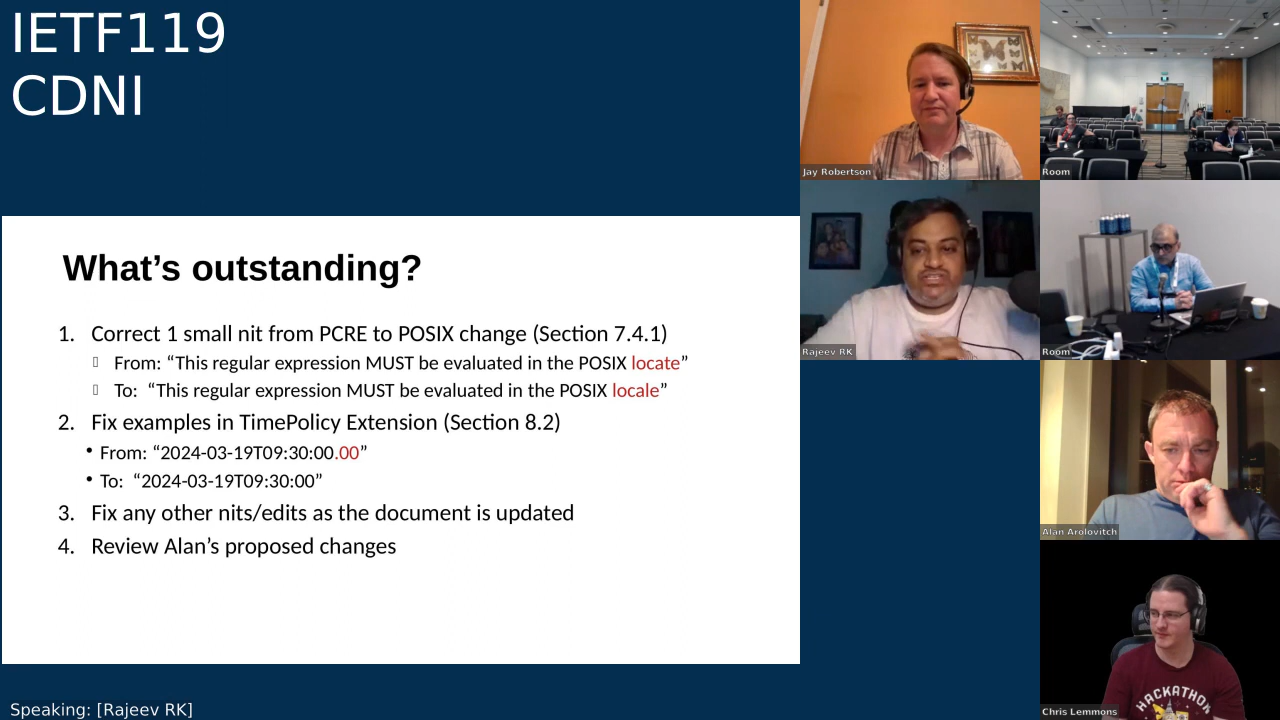 IETF119
CDNI
What’s outstanding?
1. Correct 1 small nit from PCRE to POSIX change (Section 7.4.1)
From: “This regular expression MUST be evaluated in the POSIX locate”
To: “This regular expression MUST be evaluated in the POSIX locale”
2. Fix examples in TimePolicy Extension (Section 8.2)
• From: “2024-03-19T09:30:00.00”
• To: “2024-03-19T09:30:00”
3. Fix any other nits/edits as the document is updated
4. Review Alan’s proposed changes
Speaking: [Rajeev RK]
Jay Robertson
Room
Rajeev RK
Room
Alan Arolovitch
HACKATHON
Chris Lemmons